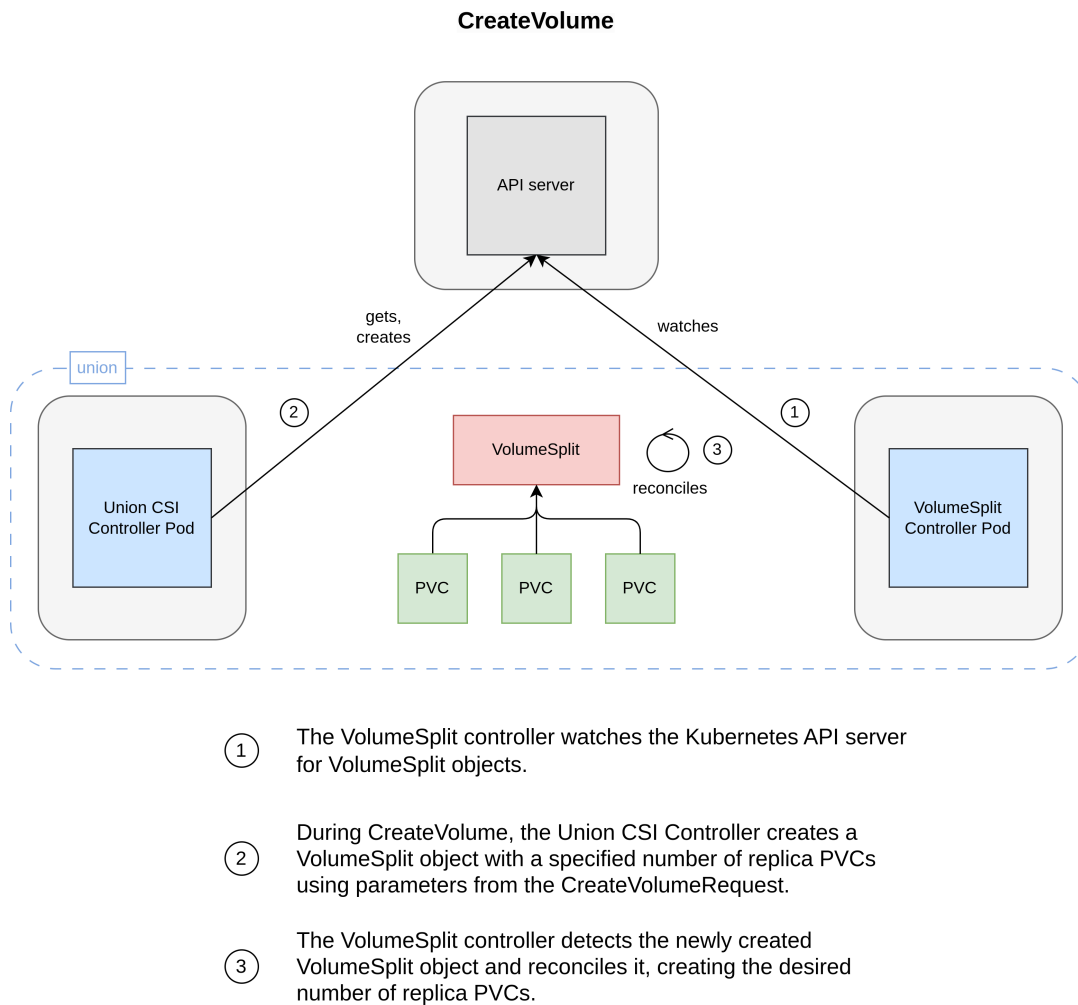 CreateVolume
API server
gets,
creates
watches
union
2
1
VolumeSplit
3
reconciles
Union CSI
Controller Pod
VolumeSplit
Controller Pod
PVC
PVC
PVC
1
The VolumeSplit controller watches the Kubernetes API server
for VolumeSplit objects.
2
During CreateVolume, the Union CSI Controller creates a
VolumeSplit object with a specified number of replica PVCs
using parameters from the CreateVolumeRequest.
3
The VolumeSplit controller detects the newly created
VolumeSplit object and reconciles it, creating the desired
number of replica PVCs.